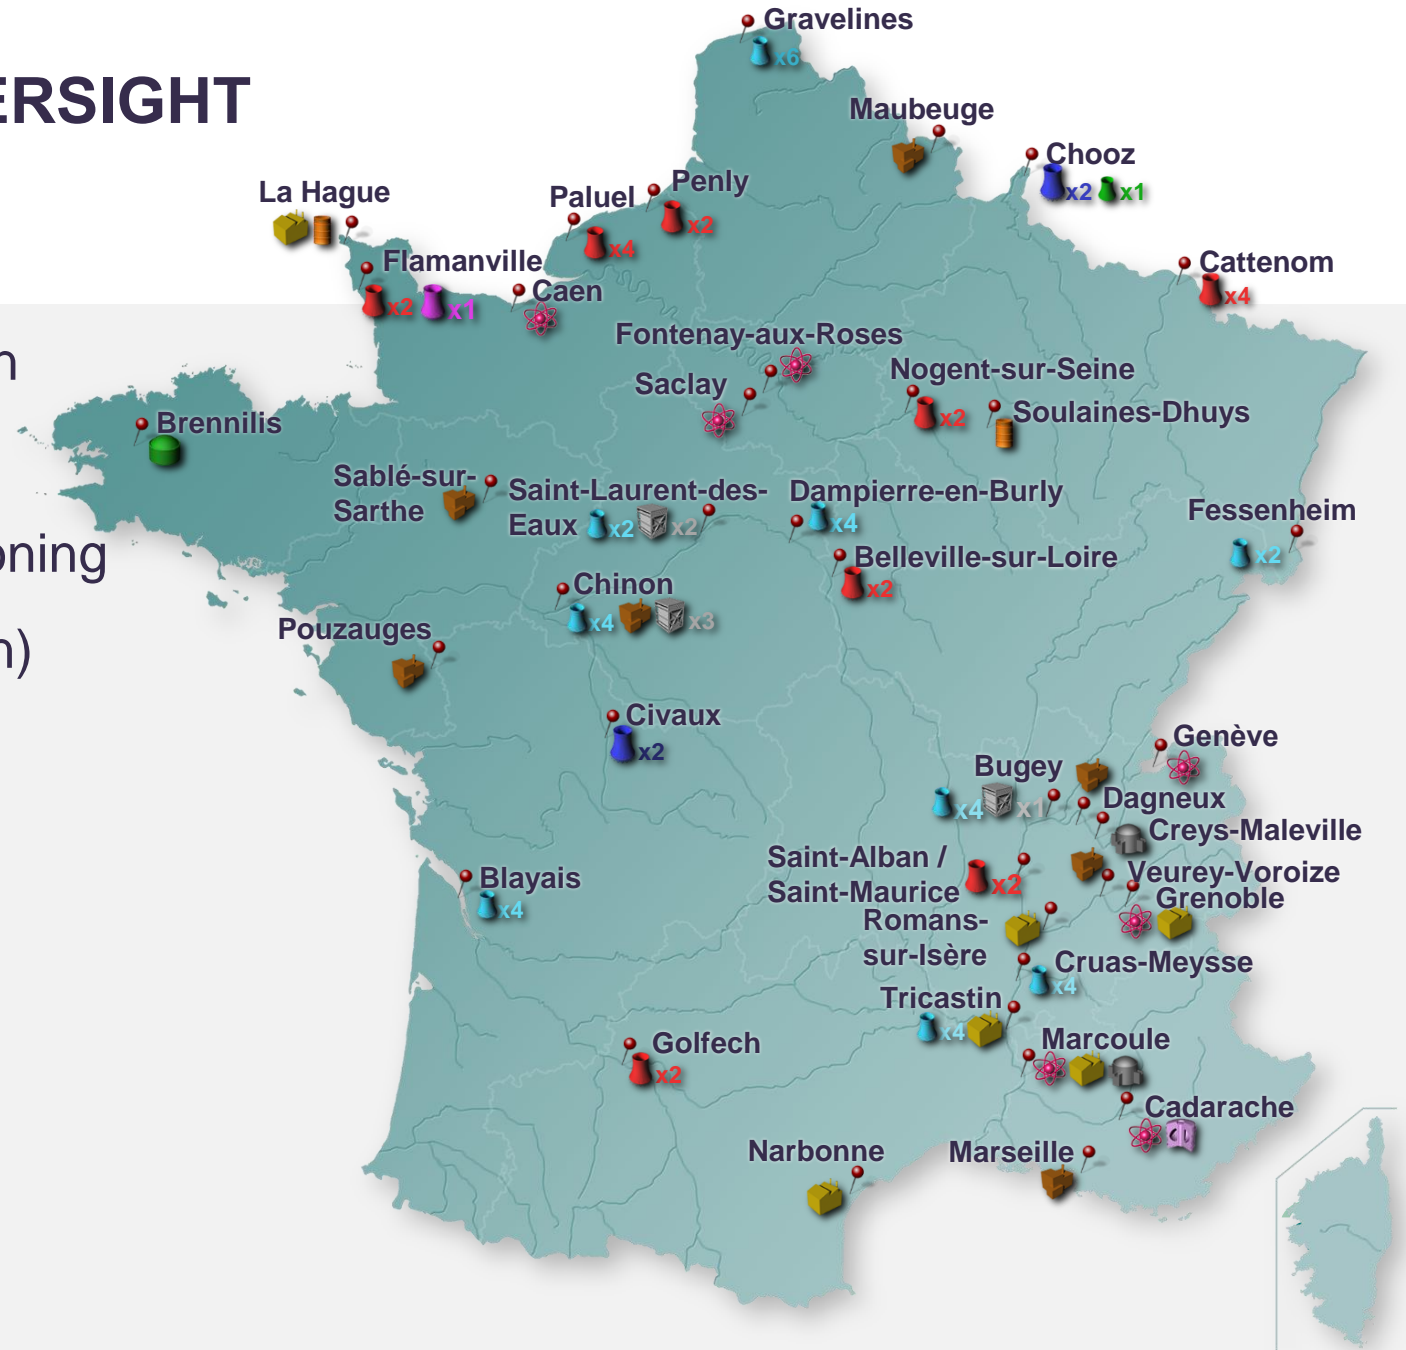 ERSIGHT
n
oning
n)
Gravelines
x6
Maubeuge
Chooz
x2 x1
La Hague
Paluel
x4
Penly
x2
Flamanville
x2 x1
Caen
Cattenom
x4
Fontenay-aux-Roses
Saclay
Nogent-sur-Seine
x2
Soulaines-Dhuys
Brennilis
Sablé-sur-
Sarthe
Saint-Laurent-des-
Eaux x2 x2
Dampierre-en-Burly
x4
Fessenheim
x2
Belleville-sur-Loire
x2
Chinon
x4 x3
Pouzauges
Civaux
x2
Genève
Bugey
x4 x1
Dagneux
Creys-Maleville
Saint-Alban /
Saint-Maurice x2
Veurey-Voroize
Grenoble
Blayais
x4
Romans-
sur-Isère
Cruas-Meysse
x4
Tricastin
x4
Golfech
x2
Marcoule
Cadarache
Narbonne
Marseille